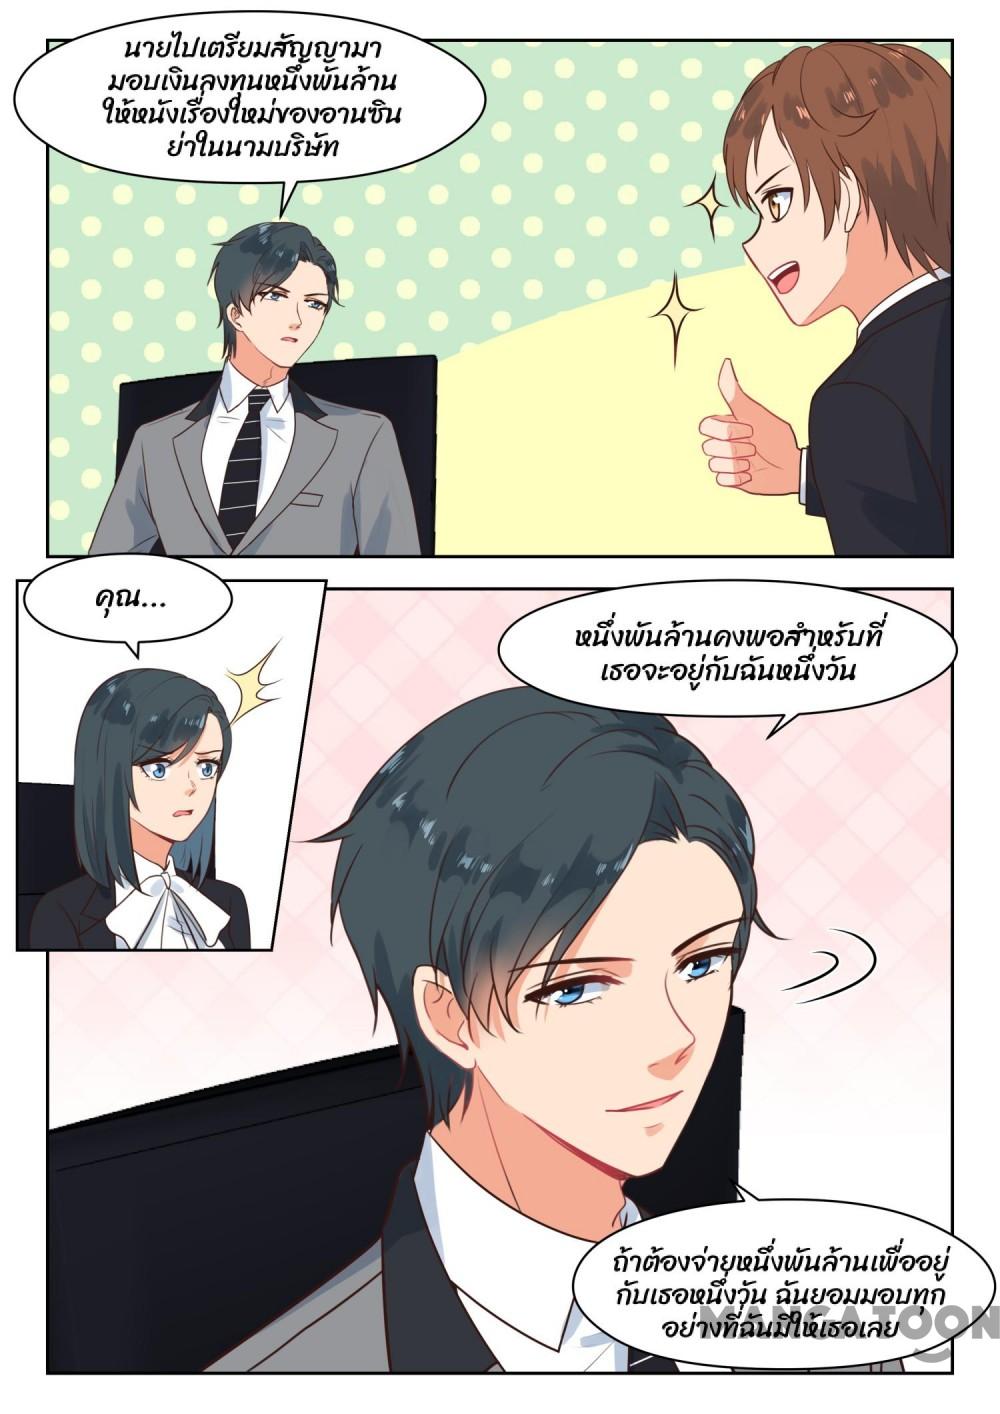 นายไปเตรียมสัญญามา
มอบเงินลงทุนหนึ่งพันล้าน
ให้หนังเรื่องใหม่ของอานซิน
ย่าในนามบริษัท
คุณ...
หนึ่งพันล้านคงพอสำหรับที่
เธอจะอยู่กับฉันหนึ่งวัน
ถ้าต้องจ่ายหนึ่งพันล้านเพื่ออยู่
กับเธอหนึ่งวัน ฉันยอมมอบทุก
อย่างที่ฉันมีให้เธอเลย
MANGATOON